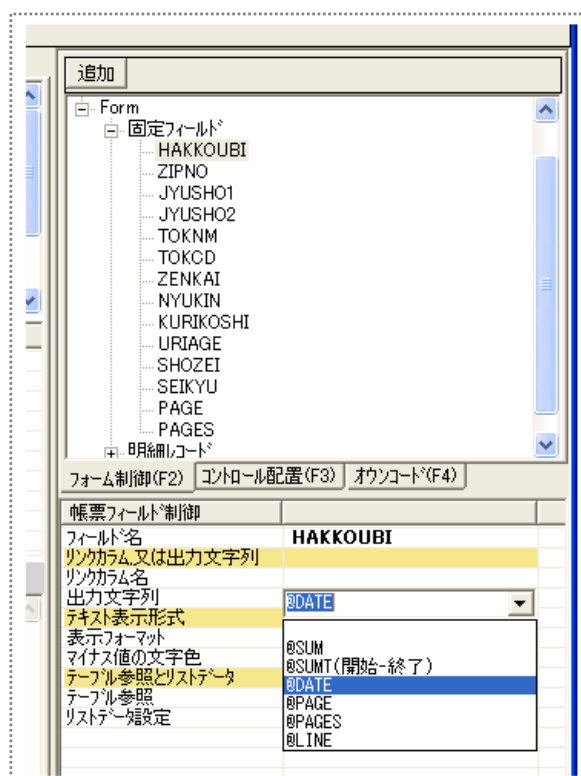 追加
Form
固定ﾌｨｰﾙﾄﾞ
HAKKOUBI
ZIPNO
JYUSHO1
JYUSHO2
TOKNM
TOKCD
ZENKAI
NYUKIN
KURIKOSHI
URIAGE
SHOZEI
SEIKYU
PAGE
PAGES
明細ﾚｺｰﾄﾞ
フォーム制御(F2) ｺﾝﾄﾛｰﾙ配置(F3) ｵｳﾝｺｰﾄﾞ(F4)
帳票ﾌｨｰﾙﾄﾞ制御
ﾌｨｰﾙﾄﾞ名 HAKKOUBI
ﾘﾝｸｶﾗﾑ,又は出力文字列
ﾘﾝｸｶﾗﾑ名
出力文字列 @DATE
ﾃｷｽﾄ表示形式
表示ﾌｫｰﾏｯﾄ
ﾏｲﾅｽ値の文字色
ﾃｰﾌﾞﾙ参照とﾘｽﾄﾃﾞｰﾀ
ﾃｰﾌﾞﾙ参照
ﾘｽﾄﾃﾞｰﾀ設定
@SUM
@SUMT(開始-終了)
@DATE
@PAGE
@PAGES
@LINE